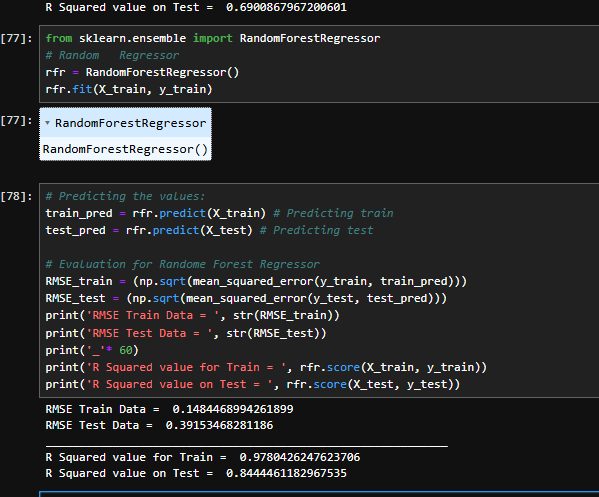 R Squared value on Test =  0.6900867967200601
[77]: from sklearn.ensemble import RandomForestRegressor
# Random   Regressor
rfr = RandomForestRegressor()
rfr.fit(X_train, y_train)
[77]: ▾ RandomForestRegressor
RandomForestRegressor()
[78]: # Predicting the values:
train_pred = rfr.predict(X_train) # Predicting train
test_pred = rfr.predict(X_test) # Predicting test
# Evaluation for Randome Forest Regressor
RMSE_train = (np.sqrt(mean_squared_error(y_train, train_pred)))
RMSE_test = (np.sqrt(mean_squared_error(y_test, test_pred)))
print('RMSE Train Data = ', str(RMSE_train))
print('RMSE Test Data = ', str(RMSE_test))
print('_'* 60)
print('R Squared value for Train = ', rfr.score(X_train, y_train))
print('R Squared value on Test = ', rfr.score(X_test, y_test))
RMSE Train Data =  0.1484468994261899
RMSE Test Data =  0.39153468281186
____________________________________________________________
R Squared value for Train =  0.9780426247623706
R Squared value on Test =  0.8444461182967535